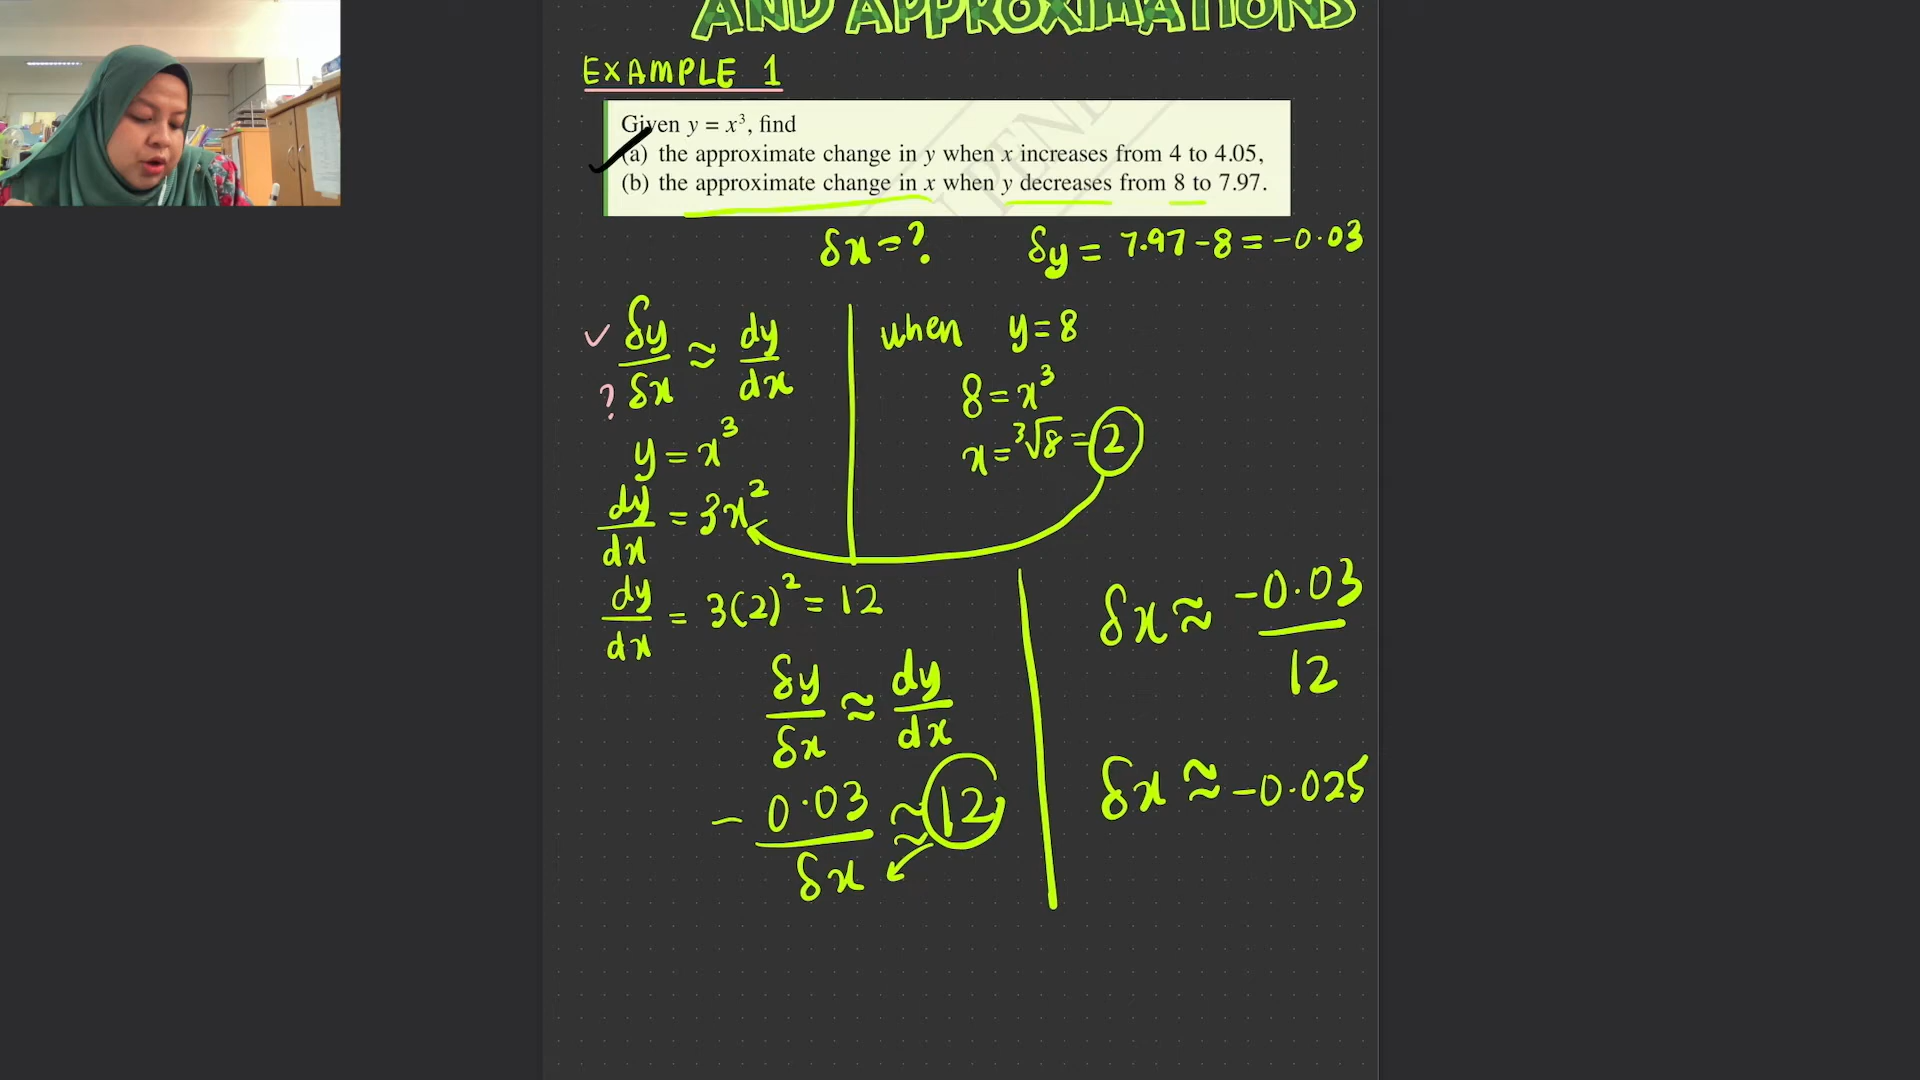 AND APPROXIMATIONS
EXAMPLE 1
Given y = x³, find
(a) the approximate change in y when x increases from 4 to 4.05,
(b) the approximate change in x when y decreases from 8 to 7.97.
δx = ? δy = 7.97 - 8 = -0.03
✓ δy/δx ≈ dy/dx
?
y = x³
dy/dx = 3x²
dy/dx = 3(2)² = 12
when y = 8
8 = x³
x = ³√8 = 2
δy/δx ≈ dy/dx
-0.03/δx ≈ 12
δx ≈ -0.03/12
δx ≈ -0.025